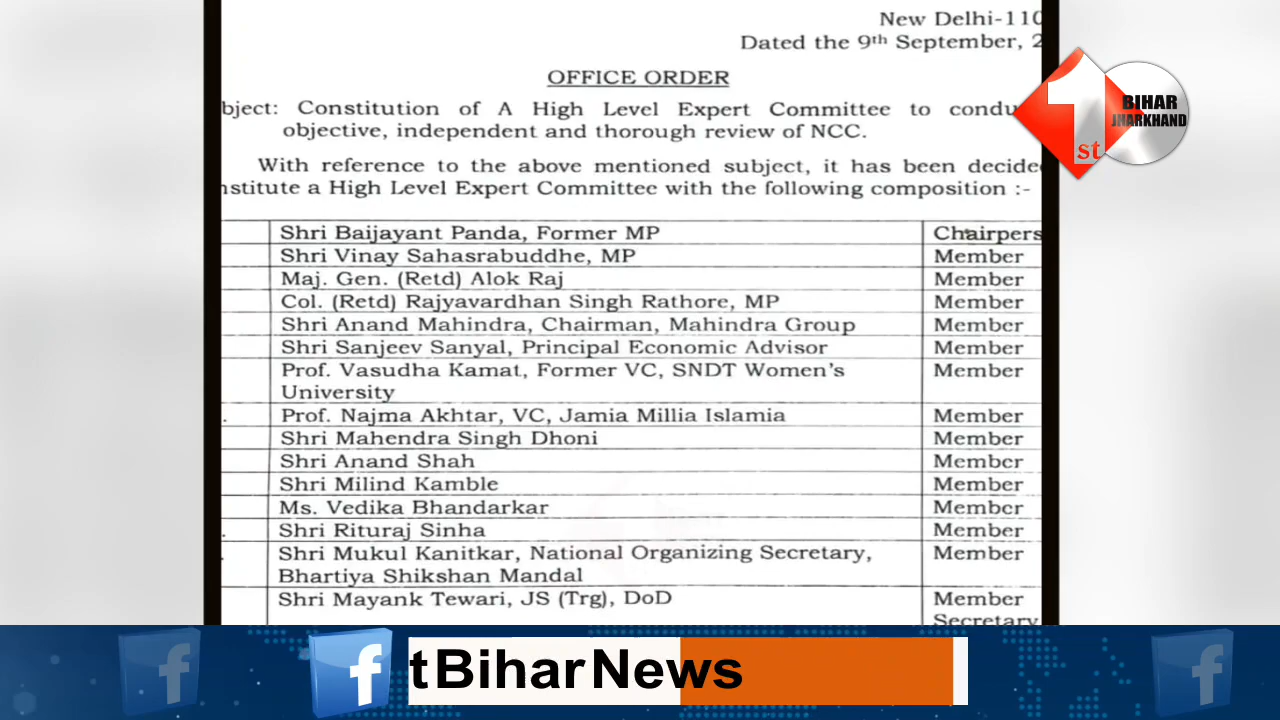 New Delhi-110
Dated the 9th September, 2
OFFICE ORDER
bject: Constitution of A High Level Expert Committee to condu
objective, independent and thorough review of NCC.
With reference to the above mentioned subject, it has been decide
nstitute a High Level Expert Committee with the following composition :-
Shri Baijayant Panda, Former MP Chairpers
Shri Vinay Sahasrabuddhe, MP Member
Maj. Gen. (Retd) Alok Raj Member
Col. (Retd) Rajyavardhan Singh Rathore, MP Member
Shri Anand Mahindra, Chairman, Mahindra Group Member
Shri Sanjeev Sanyal, Principal Economic Advisor Member
Prof. Vasudha Kamat, Former VC, SNDT Women's Member
University
Prof. Najma Akhtar, VC, Jamia Millia Islamia Member
Shri Mahendra Singh Dhoni Member
Shri Anand Shah Member
Shri Milind Kamble Member
Ms. Vedika Bhandarkar Member
Shri Rituraj Sinha Member
Shri Mukul Kanitkar, National Organizing Secretary, Member
Bhartiya Shikshan Mandal
Shri Mayank Tewari, JS (Trg), DoD Member
Secretary
1st
BIHAR
JHARKHAND
f
f
t BiharNews
f
f